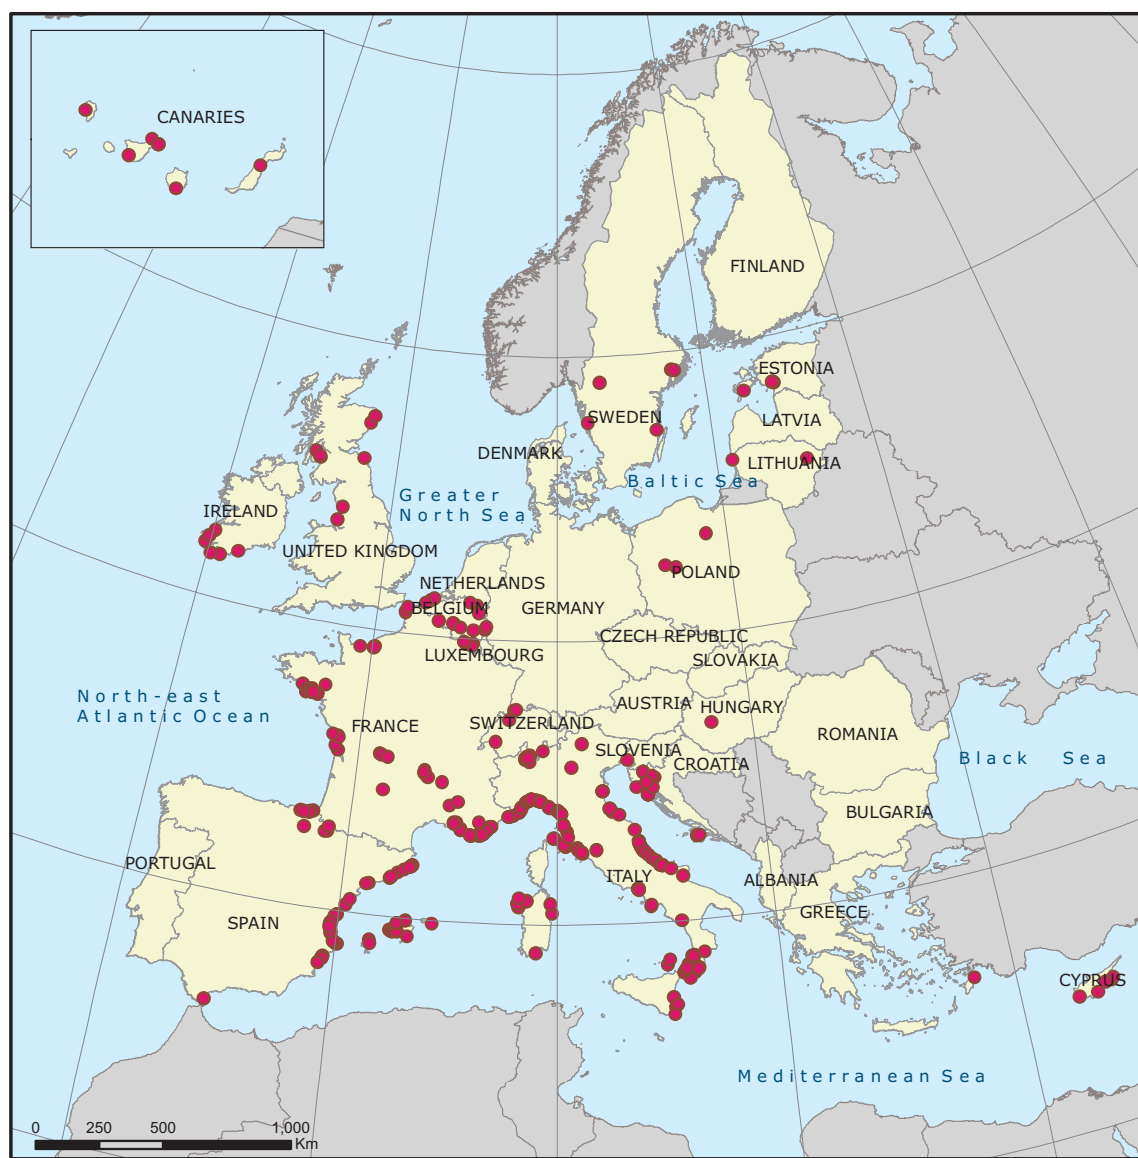 CANARIES
FINLAND
ESTONIA
SWEDEN
LATVIA
DENMARK
LITHUANIA
Baltic Sea
Greater
North Sea
IRELAND
UNITED KINGDOM
POLAND
NETHERLANDS
BELGIUM
GERMANY
CZECH REPUBLIC
LUXEMBOURG
SLOVAKIA
North-east
Atlantic Ocean
AUSTRIA
HUNGARY
FRANCE
SWITZERLAND
ROMANIA
SLOVENIA
CROATIA
Black Sea
BULGARIA
PORTUGAL
ITALY
ALBANIA
SPAIN
GREECE
CYPRUS
Mediterranean Sea
0 250 500 1,000
Km